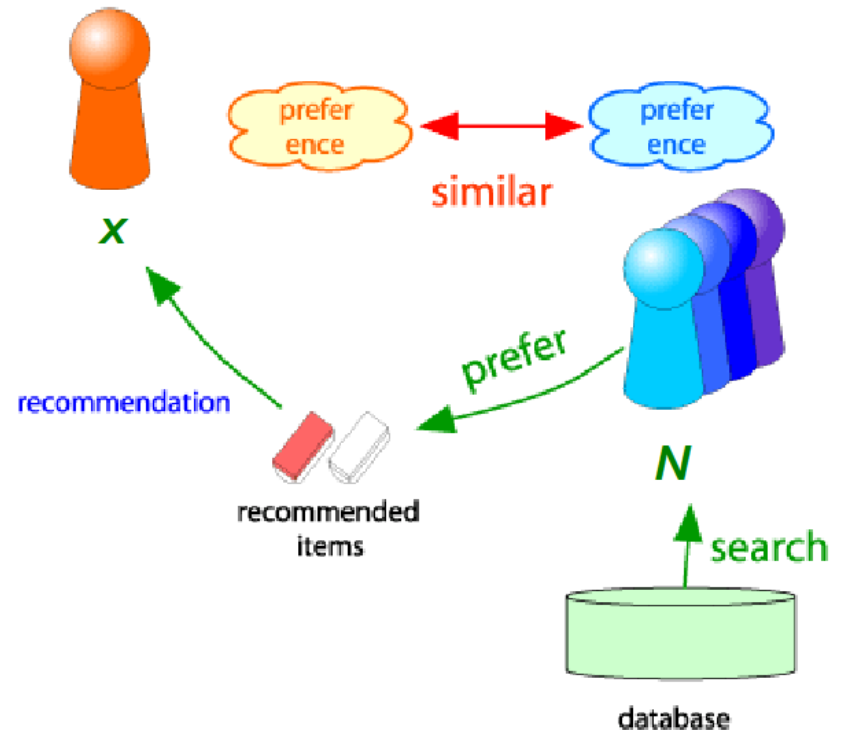 prefer
ence
prefer
ence
similar
x
prefer
recommendation
N
recommended
items
search
database